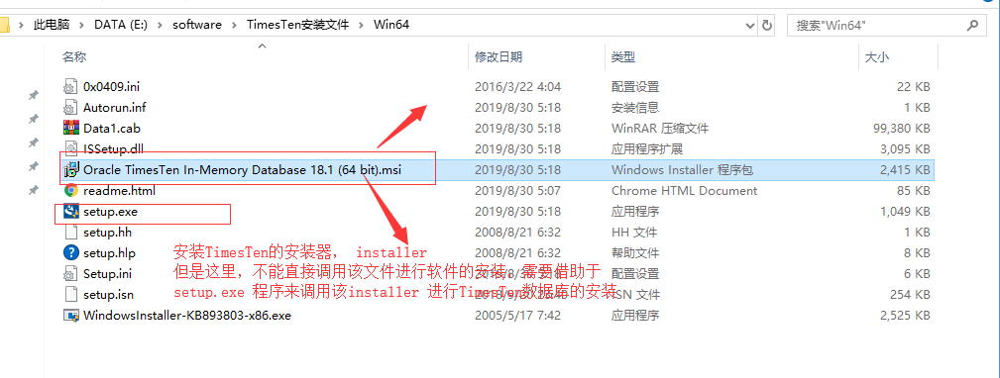 此电脑 > DATA (E:) > software > TimesTen安装文件 > Win64
搜索"Win64"
名称 修改日期 类型 大小
0x0409.ini 2016/3/22 4:04 配置设置 22 KB
Autorun.inf 2019/8/30 5:18 安装信息 1 KB
Data1.cab 2019/8/30 5:18 WinRAR 压缩文件 99,380 KB
ISSetup.dll 2019/8/30 5:18 应用程序扩展 3,095 KB
Oracle TimesTen In-Memory Database 18.1 (64 bit).msi 2019/8/30 5:18 Windows Installer 程序包 2,415 KB
readme.html 2019/8/30 5:07 Chrome HTML Document 85 KB
setup.exe 2019/8/30 5:18 应用程序 1,049 KB
setup.hh 2008/8/21 6:32 HH 文件 1 KB
setup.hlp 2008/8/21 6:32 帮助文件 8 KB
安装TimesTen的安装器， installer
但是这里，不能直接调用该文件进行软件的安装，需要借助于
Setup.ini 配置设置 6 KB
setup.exe 程序来调用该installer 进行TimesTen数据库的安装
setup.isn ISN 文件 254 KB
WindowsInstaller-KB893803-x86.exe 2005/5/17 7:42 应用程序 2,525 KB